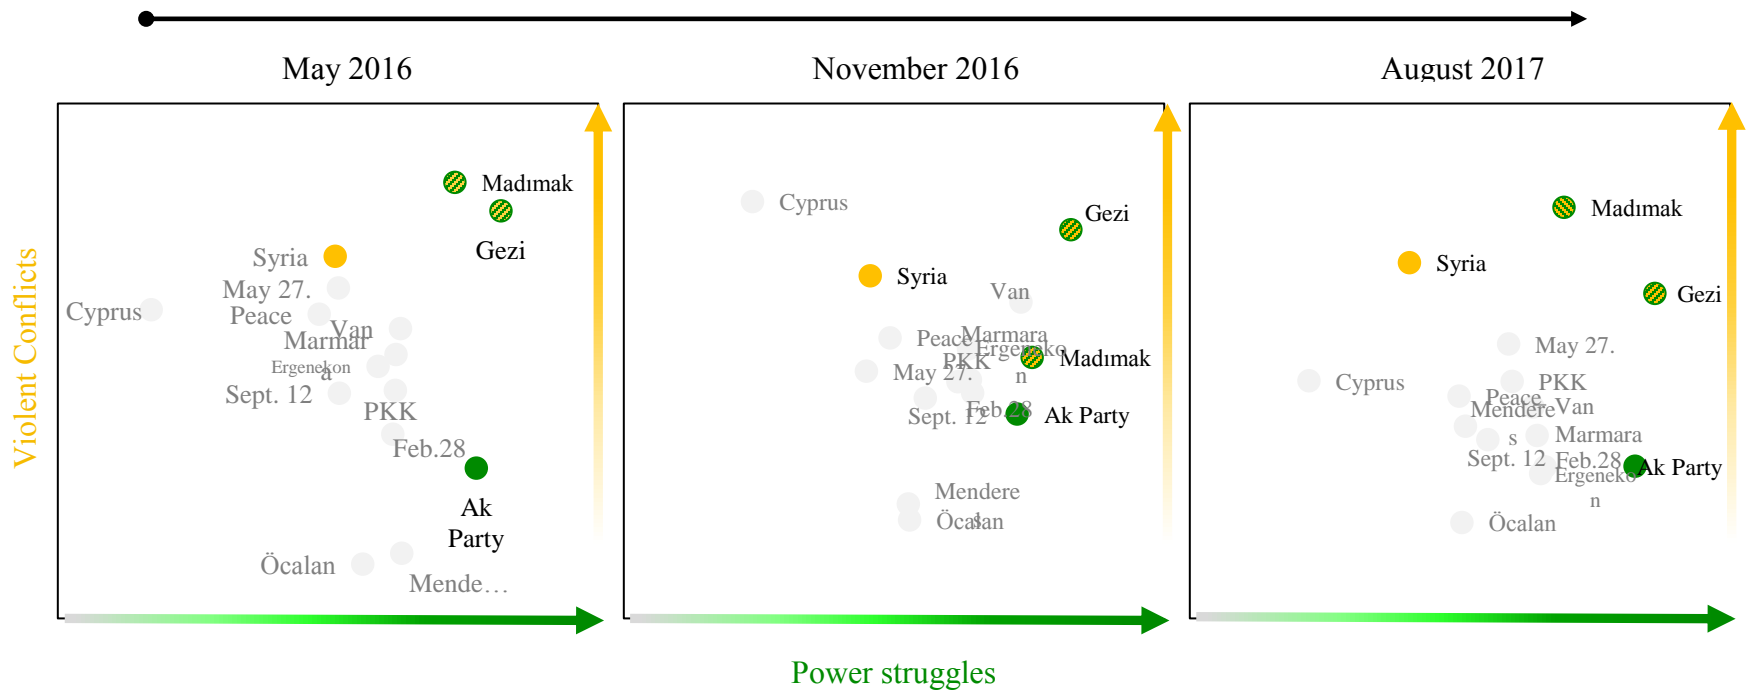 May 2016
November 2016
August 2017
Violent Conflicts
Madımak
Gezi
Syria
May 27.
Cyprus
Peace
Van
Marmar
a
Ergenekon
Sept. 12
PKK
Feb.28
Ak
Party
Öcalan
Mende…
Cyprus
Gezi
Syria
Van
Marmara
Peace
Ergeneko
n
Madımak
PKK
May 27.
Feb.28
Sept. 12
Ak Party
Mendere
s
Öcalan
Madımak
Syria
Gezi
May 27.
Cyprus
PKK
Peace
Van
Mendere
s
Marmara
Sept. 12
Feb.28
Ak Party
Ergeneko
n
Öcalan
Power struggles